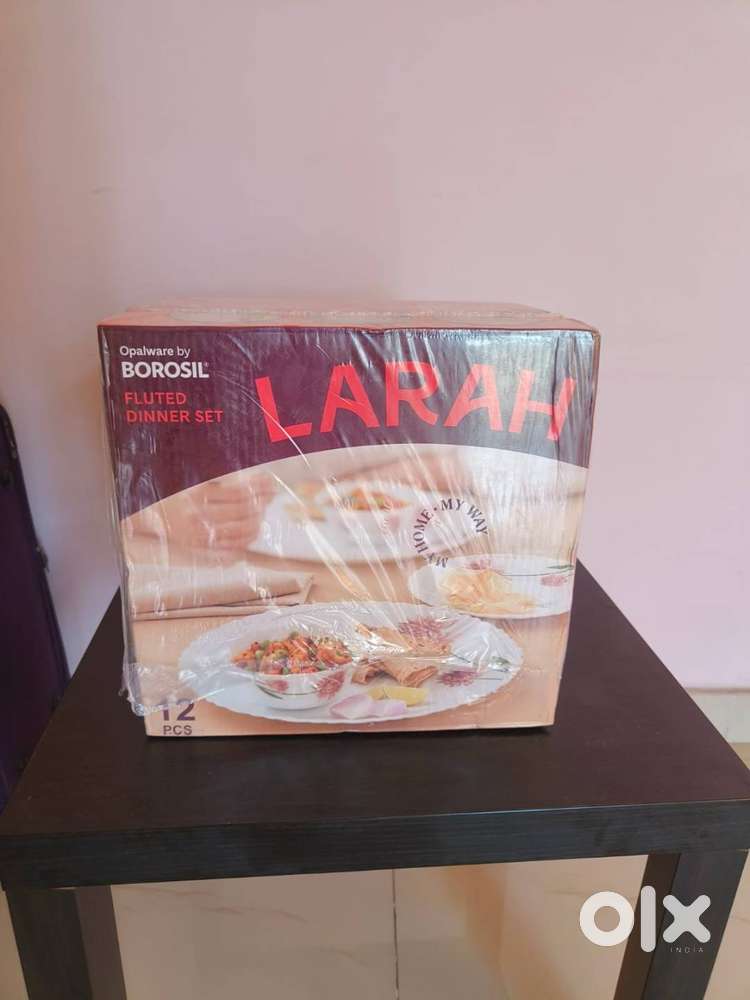 Opalware by
BOROSIL®
FLUTED
DINNER SET
LARAH
MY HOME • MY WAY
12
PCS
olx
INDIA